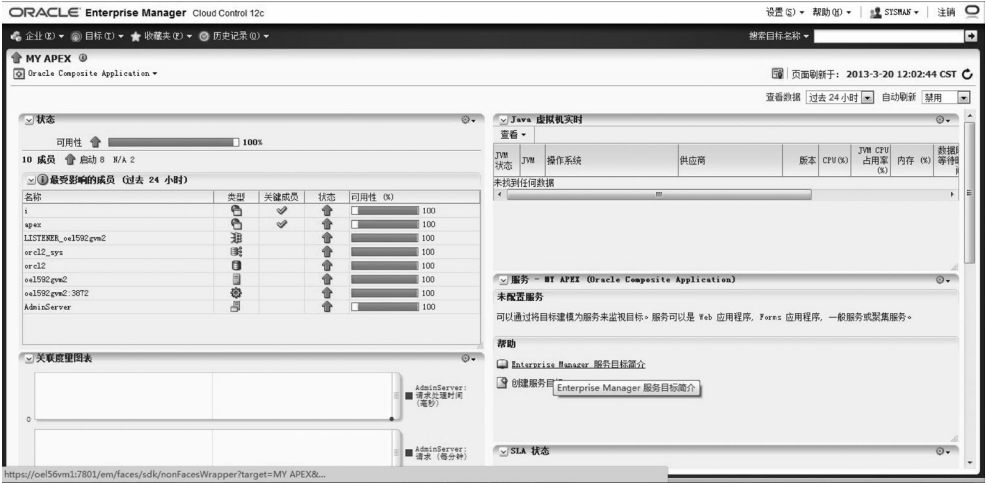 ORACLE Enterprise Manager Cloud Control 12c
设置(S) 帮助(H) SYSMAN 注销
企业(E) 目标(T) 收藏夹(F) 历史记录(O) 搜索目标名称
MY APEX
Oracle Composite Application
页面刷新于: 2013-3-20 12:02:44 CST
查看数据 过去 24 小时 自动刷新 禁用
状态
可用性 100%
10 成员 启动 8 N/A 2
最受影响的成员 (过去 24 小时)
名称 类型 关键成员 状态 可用性 (%)
i 100
apex 100
LISTENER_oel592gvm2 100
orcl2_sys 100
orcl2 100
oel592gvm2 100
oel592gvm2:3872 100
AdminServer 100
关联度量图表
AdminServer:
请求处理时间
(毫秒)
0
AdminServer:
请求 (每分钟)
Java 虚拟机实时
查看
JVM 状态 JVM 操作系统 供应商 版本 CPU(%) JVM CPU 占用率 (%) 内存 (%)
未找到任何数据
服务 - MY APEX (Oracle Composite Application)
未配置服务
可以通过将目标建模为服务来监视目标。服务可以是 Web 应用程序, Forms 应用程序, 一般服务或聚集服务。
帮助
Enterprise Manager 服务目标简介
创建服务目
Enterprise Manager 服务目标简介
SLA 状态
https://oel56vm1:7801/em/faces/sdk/nonFacesWrapper?target=MY APEX&...